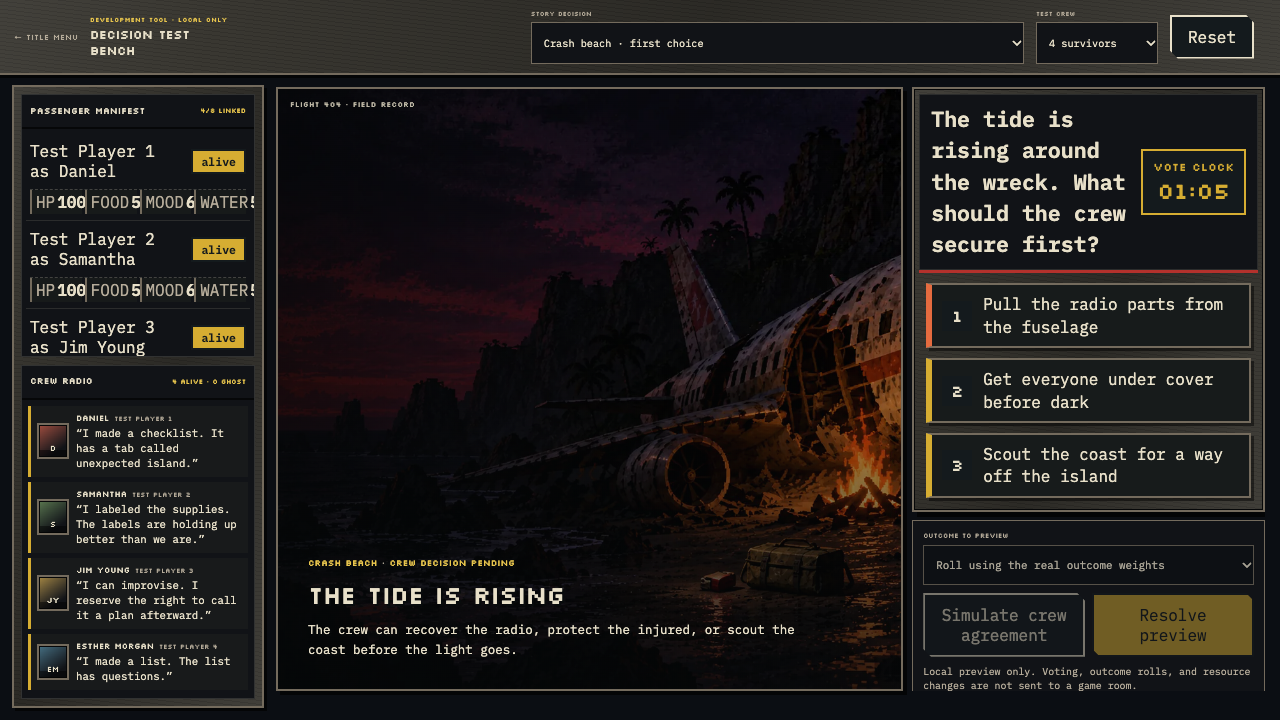 ← TITLE MENU
DEVELOPMENT TOOL · LOCAL ONLY
DECISION TEST
BENCH
STORY DECISION
Crash beach · first choice
TEST CREW
4 survivors
Reset
PASSENGER MANIFEST
4/8 LINKED
Test Player 1
as Daniel
alive
HP 100 FOOD 5 MOOD 6 WATER
Test Player 2
as Samantha
alive
HP 100 FOOD 5 MOOD 6 WATER
Test Player 3
as Jim Young
alive
CREW RADIO
4 ALIVE · 0 GHOST
D
DANIEL TEST PLAYER 1
“I made a checklist. It
has a tab called
unexpected island.”
S
SAMANTHA TEST PLAYER 2
“I labeled the supplies.
The labels are holding up
better than we are.”
JY
JIM YOUNG TEST PLAYER 3
“I can improvise. I
reserve the right to call
it a plan afterward.”
EM
ESTHER MORGAN TEST PLAYER 4
“I made a list. The list
has questions.”
FLIGHT 404 · FIELD RECORD
CRASH BEACH · CREW DECISION PENDING
THE TIDE IS RISING
The crew can recover the radio, protect the injured, or scout the
coast before the light goes.
The tide is
rising around
the wreck. What
should the crew
secure first?
VOTE CLOCK
01:05
1
Pull the radio parts from
the fuselage
2
Get everyone under cover
before dark
3
Scout the coast for a way
off the island
OUTCOME TO PREVIEW
Roll using the real outcome weights
Simulate crew
agreement
Resolve
preview
Local preview only. Voting, outcome rolls, and resource
changes are not sent to a game room.